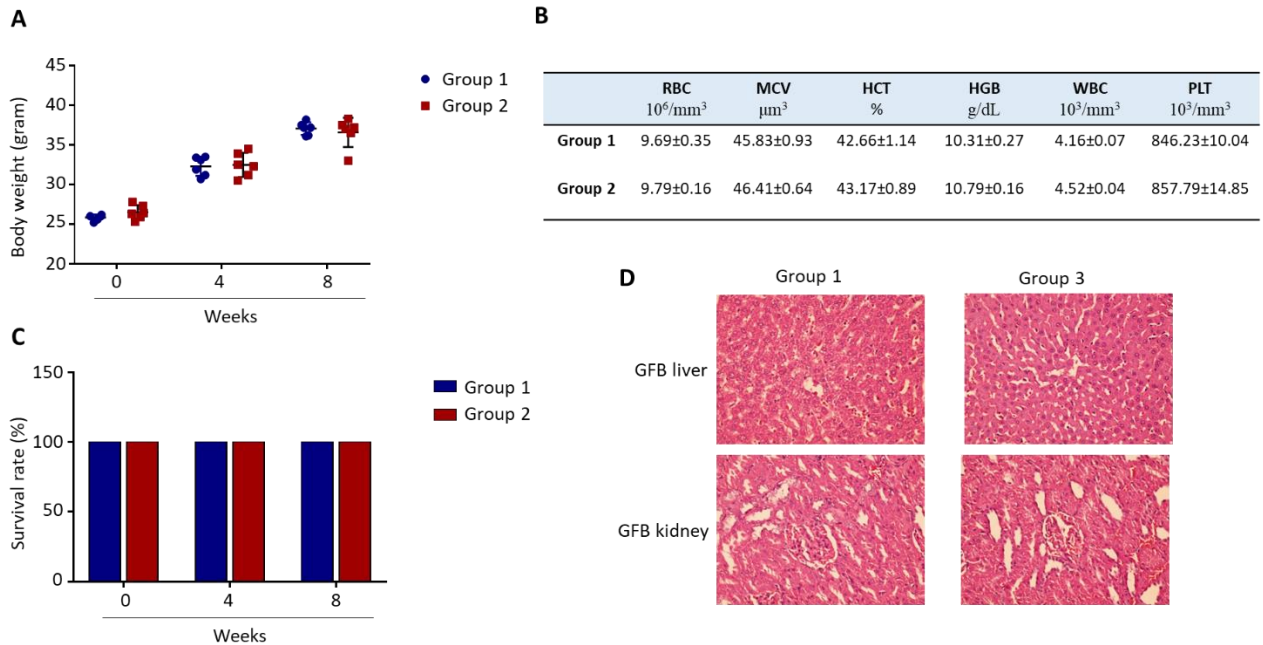 A
Body weight (gram)
45
40
35
30
25
20
0 4 8
Weeks
Group 1
Group 2
B
RBC MCV HCT HGB WBC PLT
10⁶/mm³ μm³ % g/dL 10³/mm³ 10³/mm³
Group 1 9.69±0.35 45.83±0.93 42.66±1.14 10.31±0.27 4.16±0.07 846.23±10.04
Group 2 9.79±0.16 46.41±0.64 43.17±0.89 10.79±0.16 4.52±0.04 857.79±14.85
C
Survival rate (%)
150
100
50
0
0 4 8
Weeks
Group 1
Group 2
D
Group 1 Group 3
GFB liver
GFB kidney